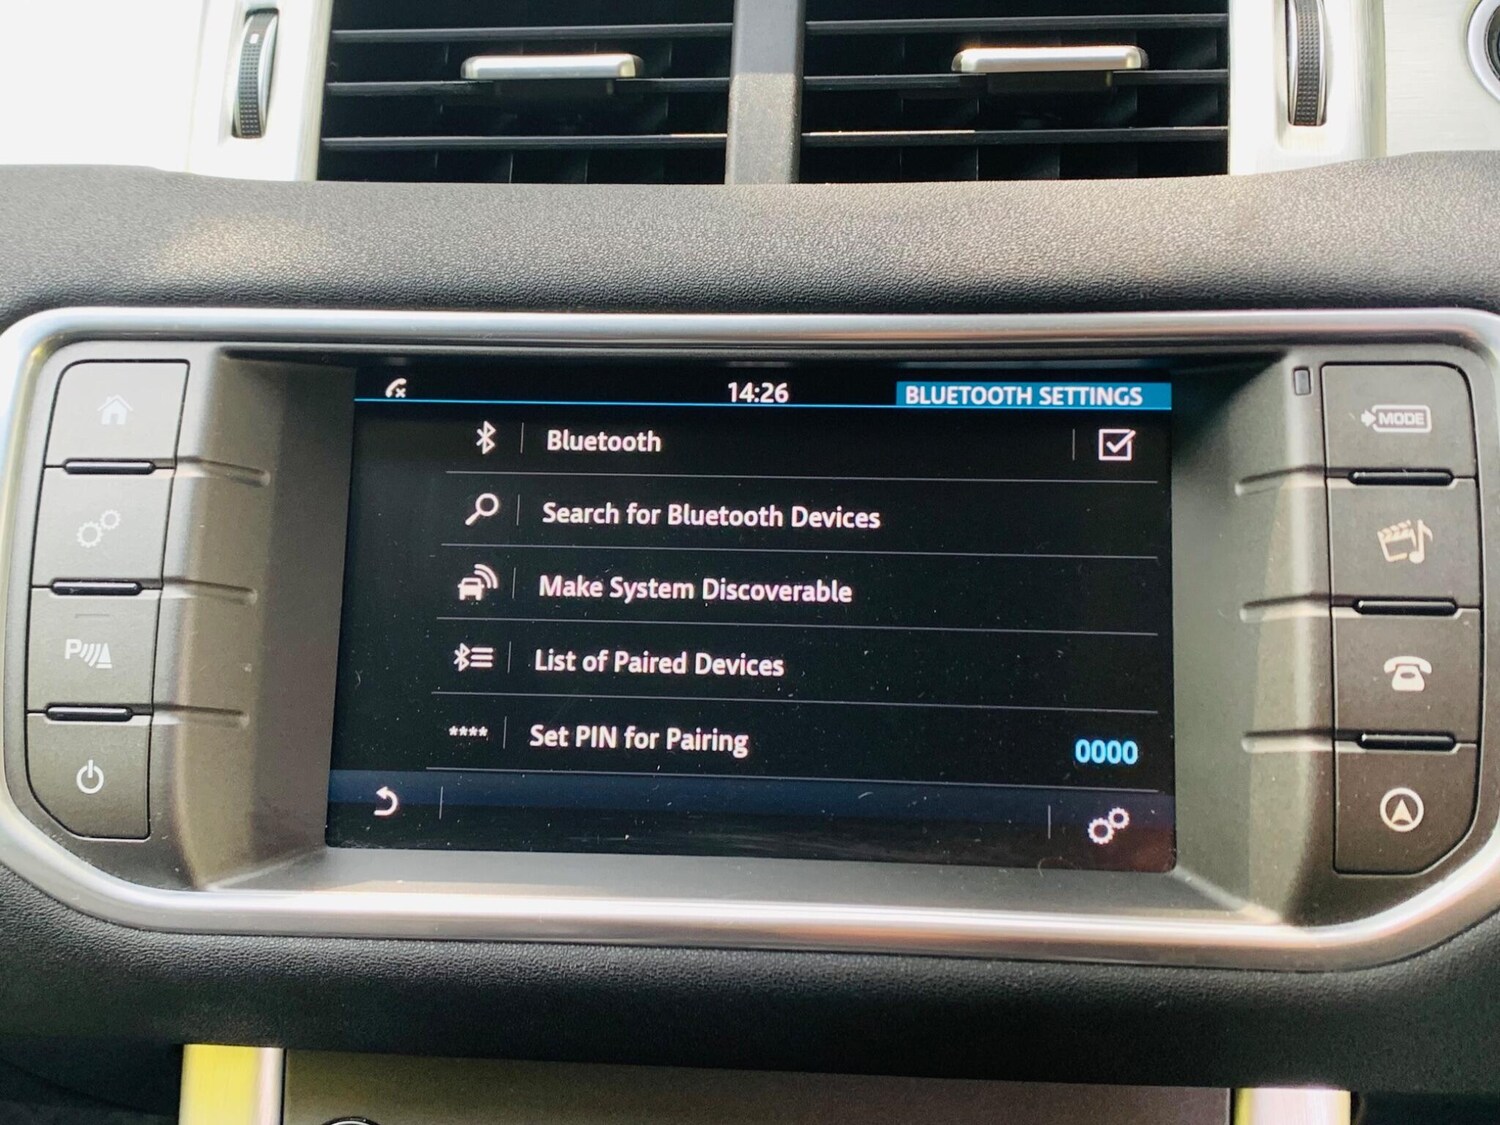 14:26 BLUETOOTH SETTINGS
Bluetooth
Search for Bluetooth Devices
Make System Discoverable
List of Paired Devices
**** Set PIN for Pairing 0000
MODE
P